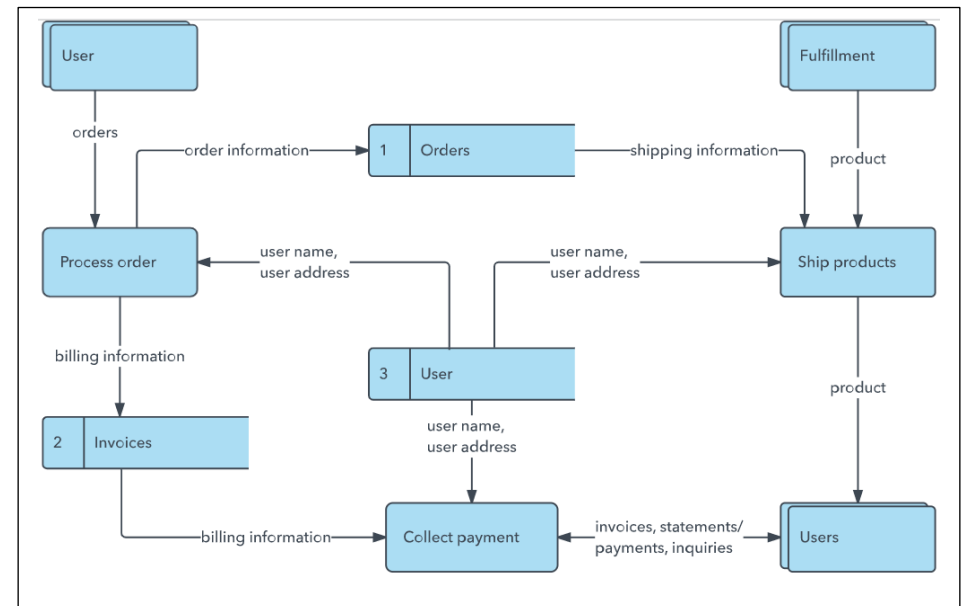 User
Fulfillment
orders
order information
1 Orders
shipping information
product
Process order
user name,
user address
user name,
user address
Ship products
billing information
3 User
product
2 Invoices
user name,
user address
billing information
Collect payment
invoices, statements/
payments, inquiries
Users